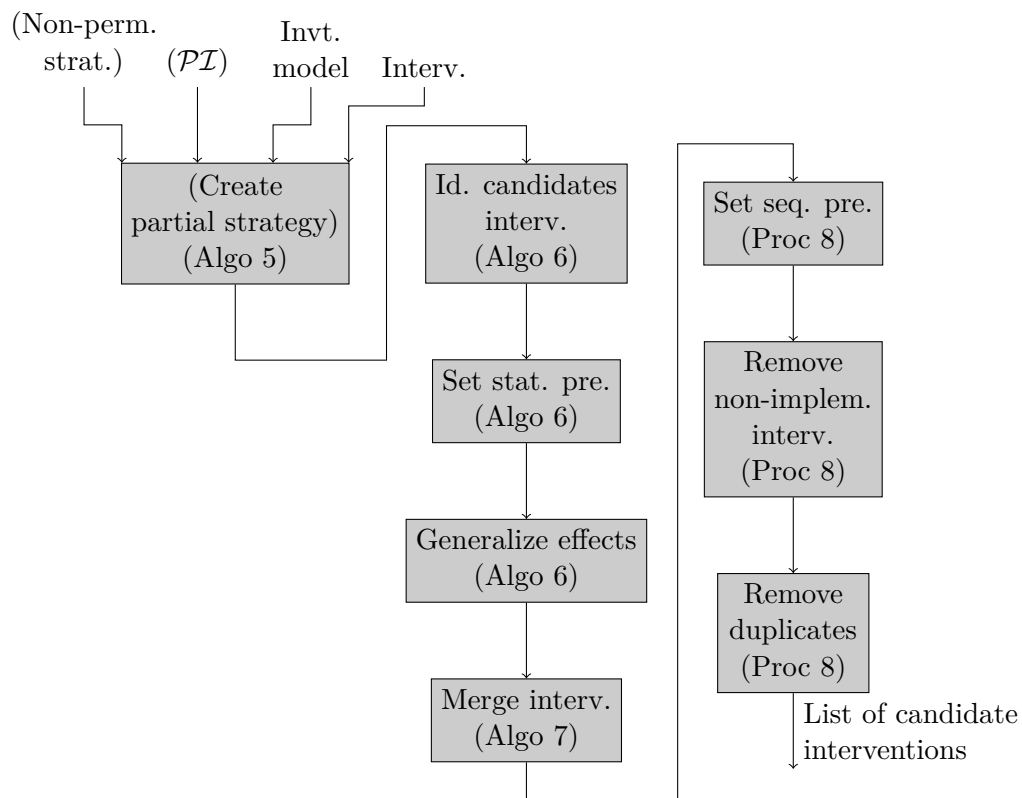 (Non-perm.
strat.)
(𝒫ℐ)
Invt.
model
Interv.
(Create
partial strategy)
(Algo 5)
Id. candidates
interv.
(Algo 6)
Set stat. pre.
(Algo 6)
Generalize effects
(Algo 6)
Merge interv.
(Algo 7)
Set seq. pre.
(Proc 8)
Remove
non-implem.
interv.
(Proc 8)
Remove
duplicates
(Proc 8)
List of candidate
interventions